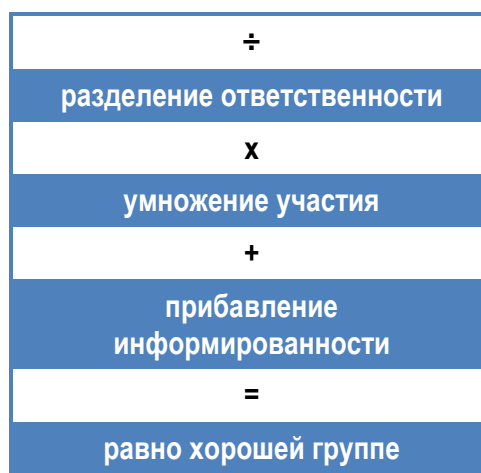 ÷
разделение ответственности
x
умножение участия
+
прибавление
информированности
=
равно хорошей группе